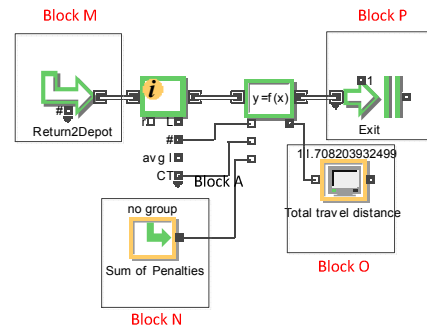 Block M
Block P
i
y=f(x)
1
#
Return2Depot
r
L
#
avg l
CT
Block A
Exit
11.708203932499
Total travel distance
no group
Sum of Penalties
Block O
Block N